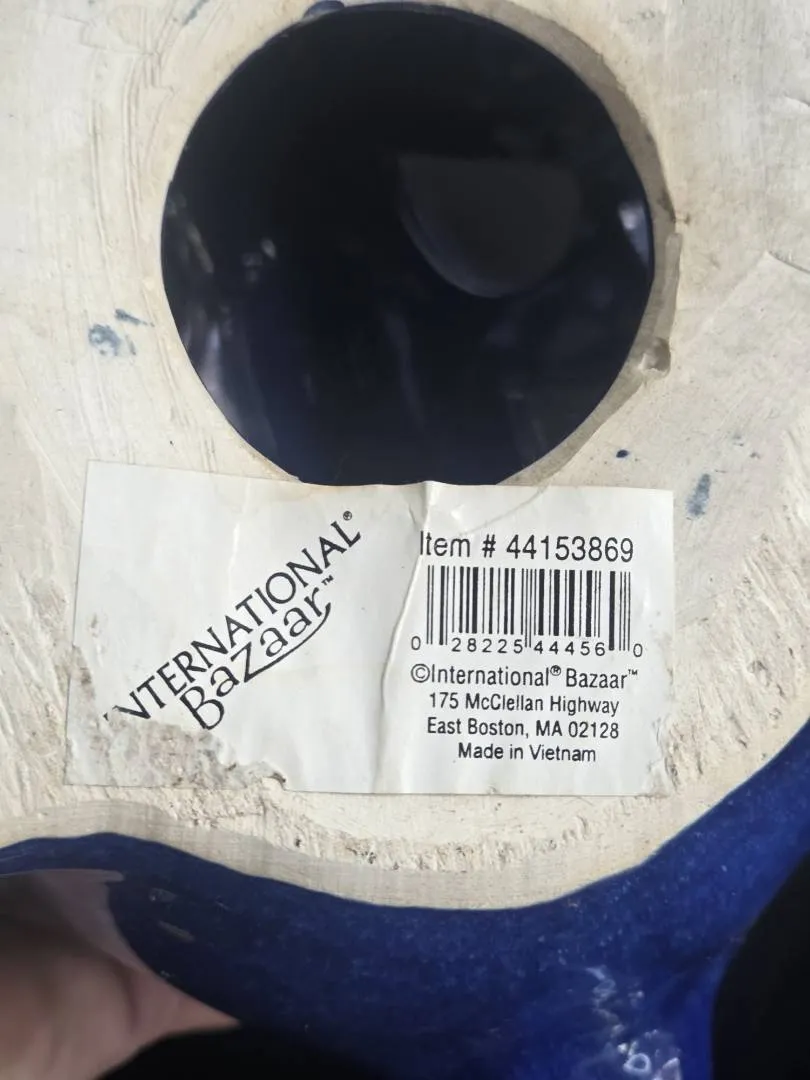 INTERNATIONAL®
Bazaar™
Item # 44153869
0 28225 44456 0
©International® Bazaar™
175 McClellan Highway
East Boston, MA 02128
Made in Vietnam